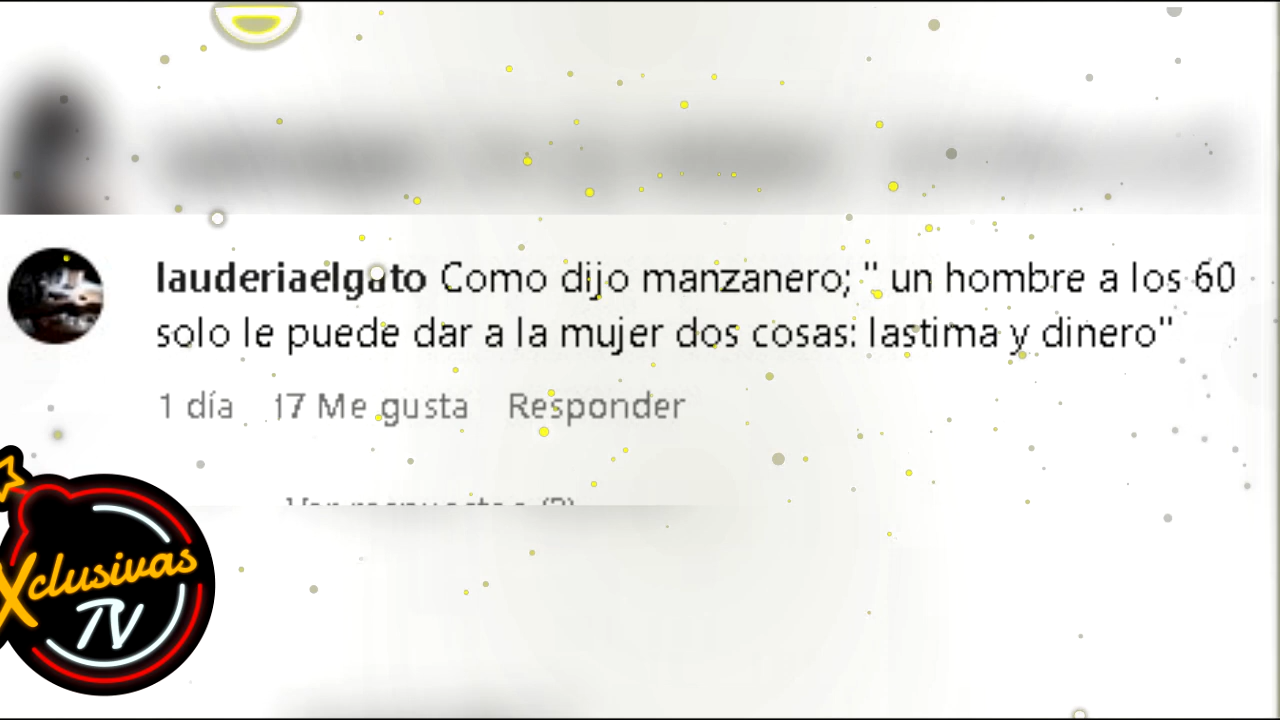 lauderiaelgato Como dijo manzanero; " un hombre a los 60
solo le puede dar a la mujer dos cosas: lastima y dinero"
1 día 17 Me gusta Responder
Xclusivas
TV